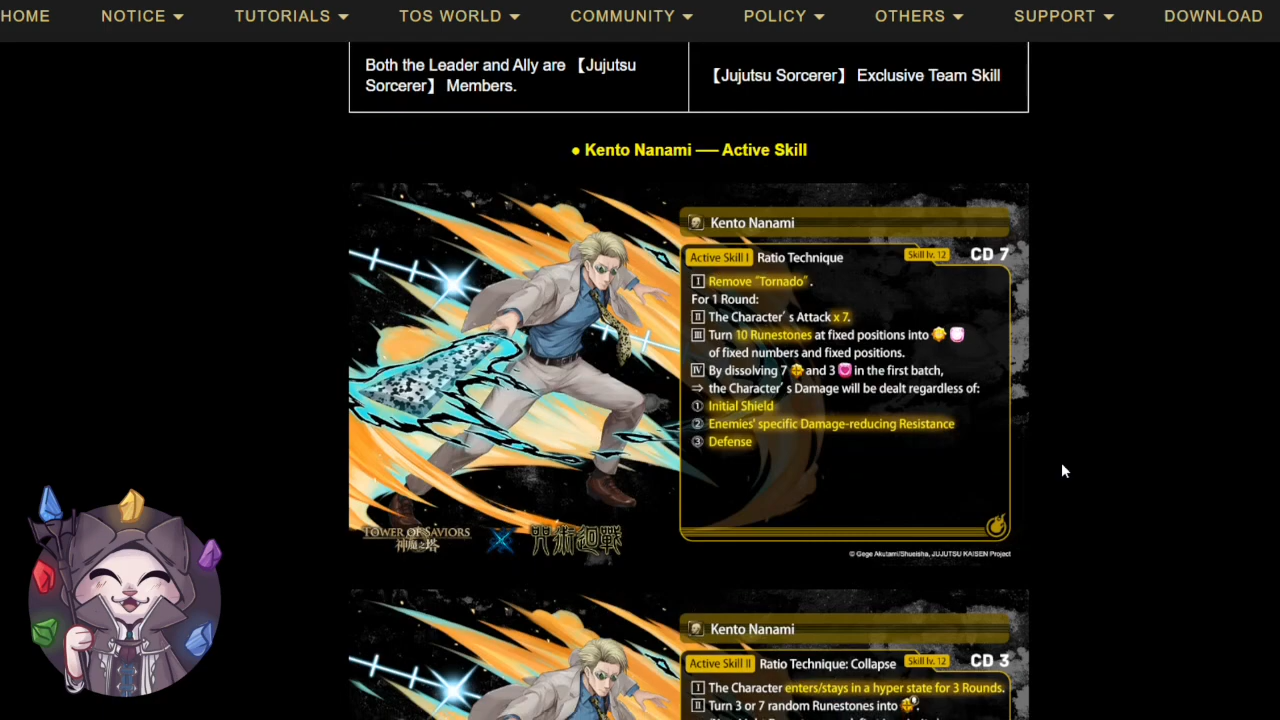 HOME NOTICE TUTORIALS TOS WORLD COMMUNITY POLICY OTHERS SUPPORT DOWNLOAD
Both the Leader and Ally are 【Jujutsu
Sorcerer】 Members.
【Jujutsu Sorcerer】 Exclusive Team Skill
● Kento Nanami ── Active Skill
Kento Nanami
Active Skill I Ratio Technique Skill lv. 12 CD 7
I Remove “Tornado”.
For 1 Round:
II The Character's Attack x 7.
III Turn 10 Runestones at fixed positions into
of fixed numbers and fixed positions.
IV By dissolving 7 and 3 in the first batch,
⇒ the Character's Damage will be dealt regardless of:
① Initial Shield
② Enemies' specific Damage-reducing Resistance
③ Defense
TOWER OF SAVIORS
神魔之塔
咒術迴戰
© Gege Akutami/Shueisha, JUJUTSU KAISEN Project
Kento Nanami
Active Skill II Ratio Technique: Collapse Skill lv. 12 CD 3
I The Character enters/stays in a hyper state for 3 Rounds.
II Turn 3 or 7 random Runestones into